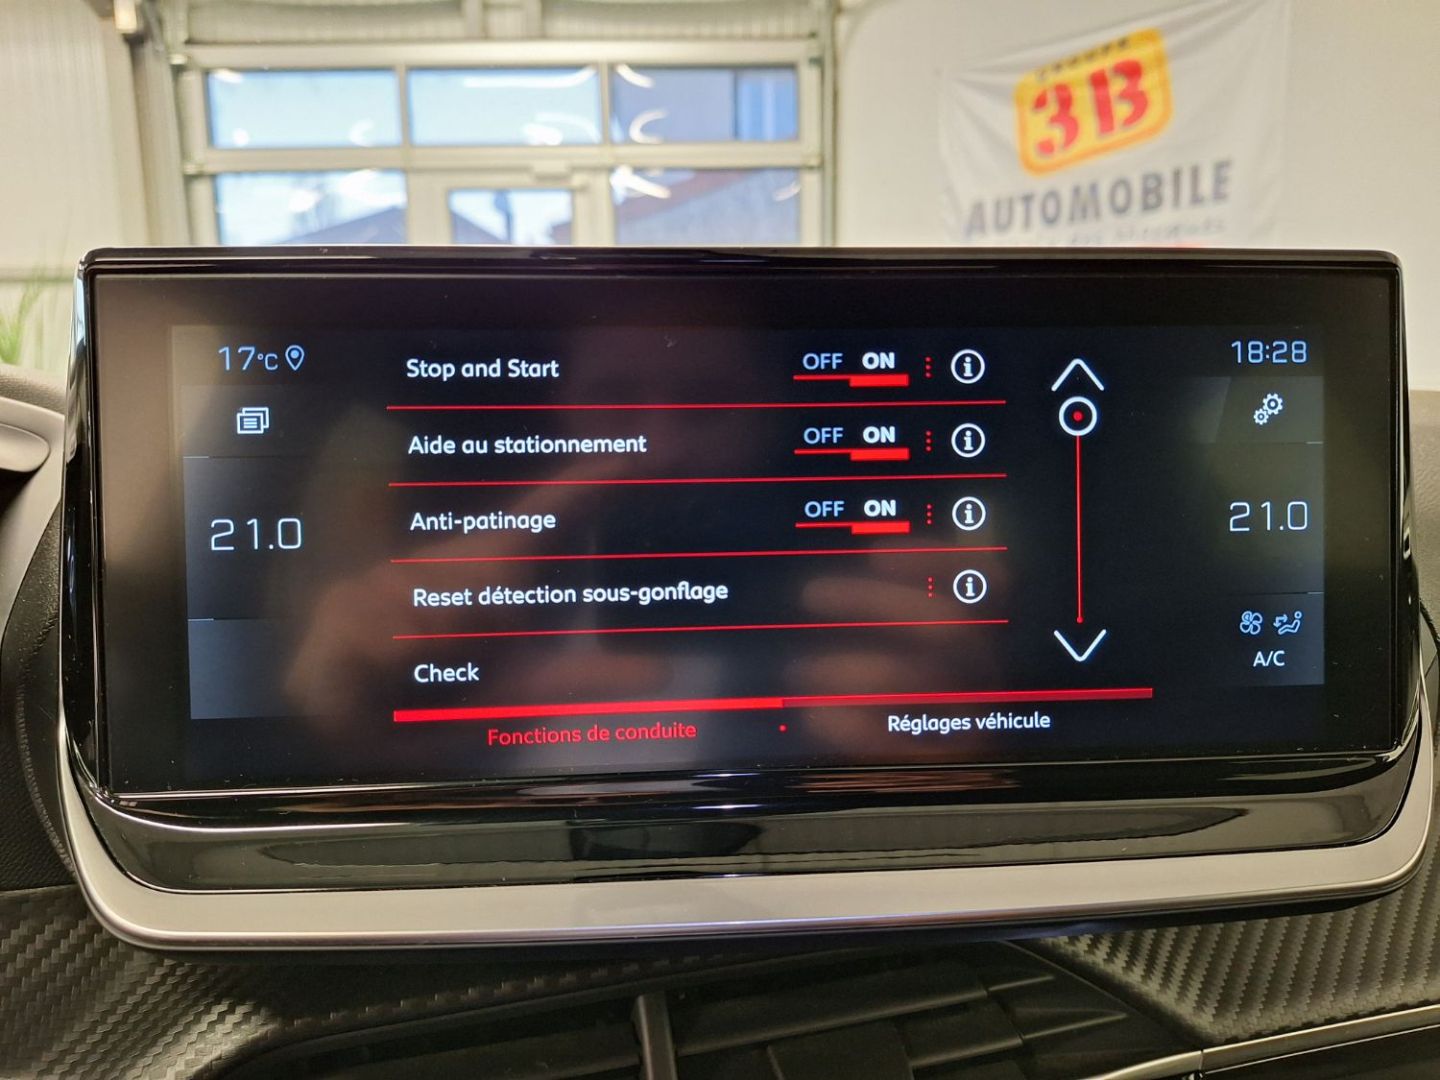 3B
AUTOMOBILE
17°C
18:28
Stop and Start
OFF ON
Aide au stationnement
OFF ON
21.0
Anti-patinage
OFF ON
21.0
Reset détection sous-gonflage
A/C
Check
Fonctions de conduite
Réglages véhicule